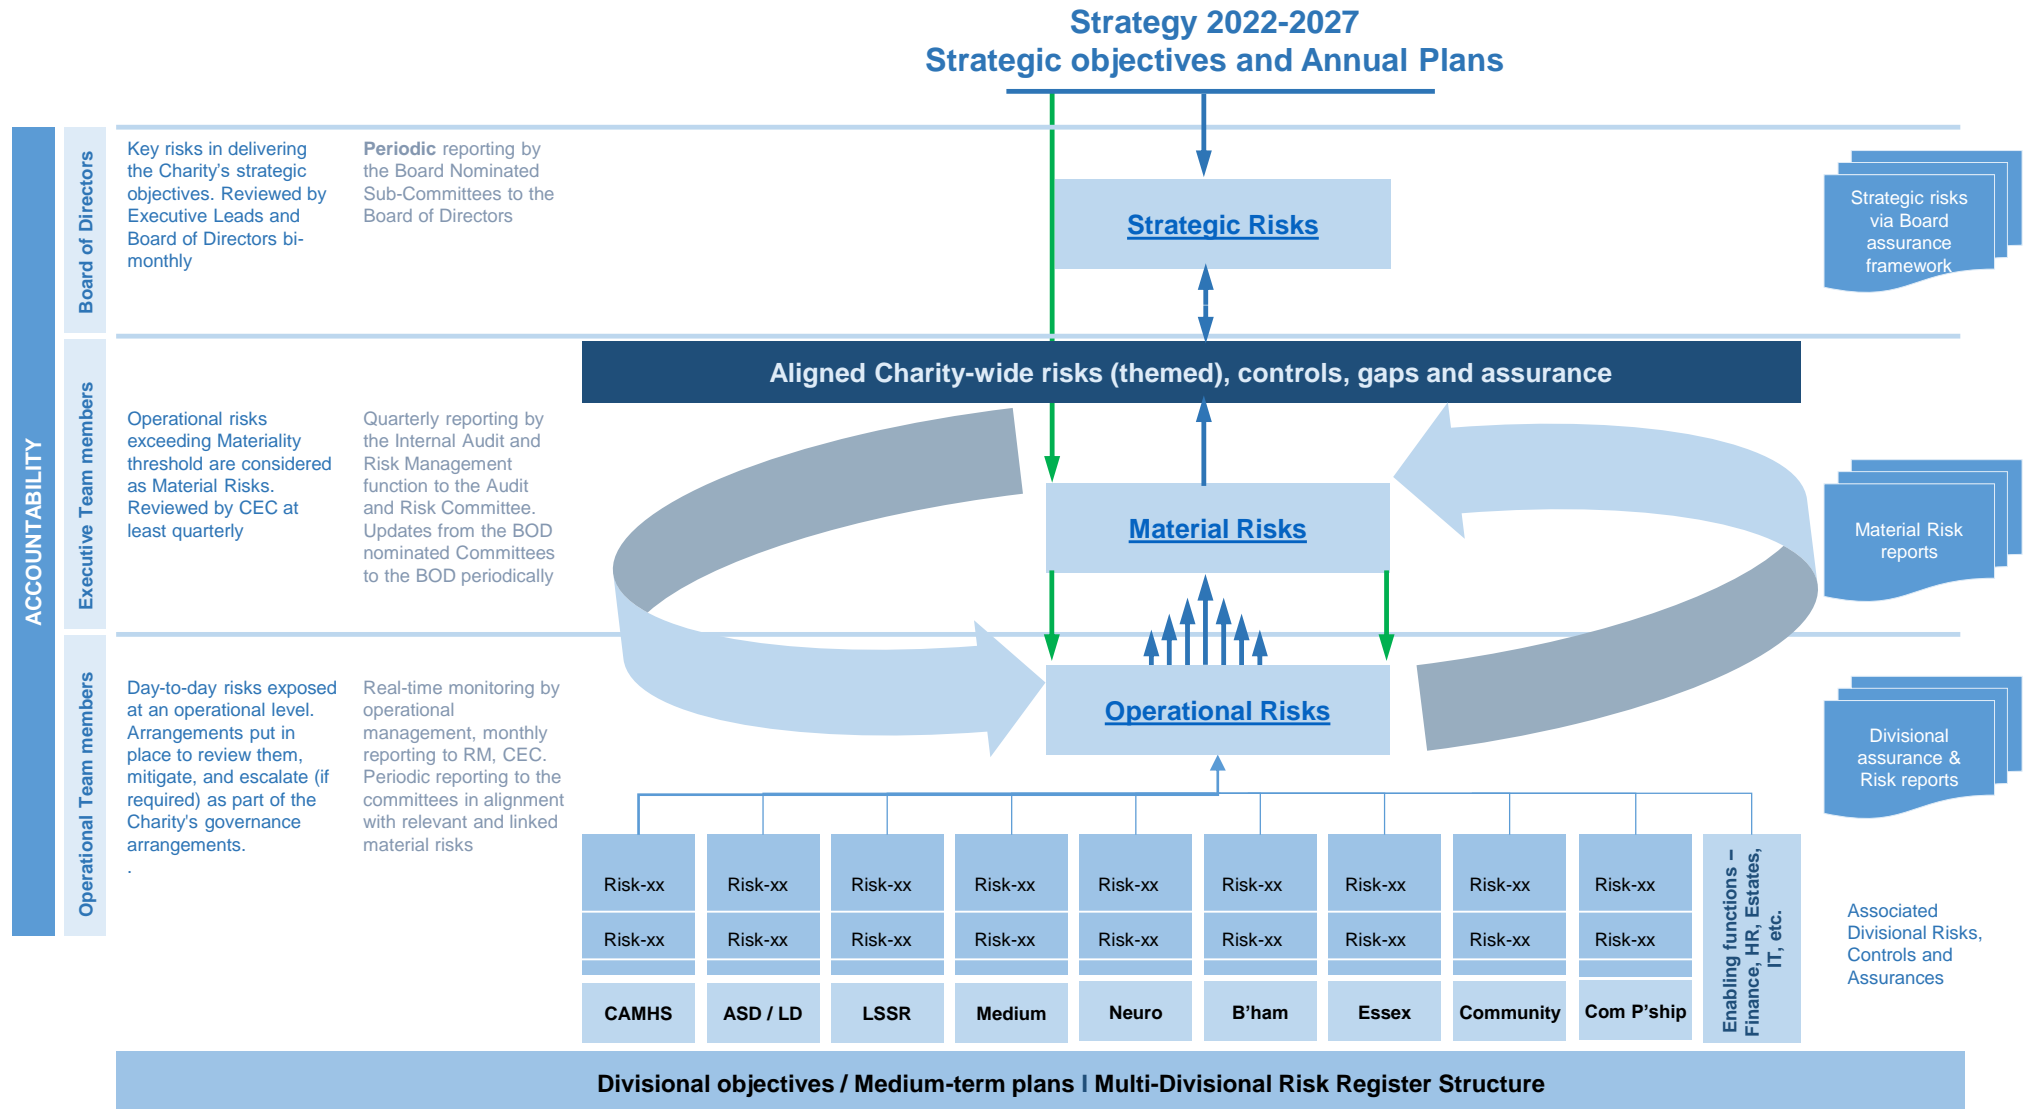 Strategy 2022-2027
Strategic objectives and Annual Plans
ACCOUNTABILITY
Board of Directors
Key risks in delivering
the Charity’s strategic
objectives. Reviewed by
Executive Leads and
Board of Directors bi-
monthly
Periodic reporting by
the Board Nominated
Sub-Committees to the
Board of Directors
Strategic Risks
Strategic risks
via Board
assurance
framework
Executive Team members
Aligned Charity-wide risks (themed), controls, gaps and assurance
Operational risks
exceeding Materiality
threshold are considered
as Material Risks.
Reviewed by CEC at
least quarterly
Quarterly reporting by
the Internal Audit and
Risk Management
function to the Audit
and Risk Committee.
Updates from the BOD
nominated Committees
to the BOD periodically
Material Risks
Material Risk
reports
Operational Team members
Day-to-day risks exposed
at an operational level.
Arrangements put in
place to review them,
mitigate, and escalate (if
required) as part of the
Charity's governance
arrangements.
.
Real-time monitoring by
operational
management, monthly
reporting to RM, CEC.
Periodic reporting to the
committees in alignment
with relevant and linked
material risks
Operational Risks
Divisional
assurance &
Risk reports
Risk-xx Risk-xx Risk-xx Risk-xx Risk-xx Risk-xx Risk-xx Risk-xx Risk-xx
Risk-xx Risk-xx Risk-xx Risk-xx Risk-xx Risk-xx Risk-xx Risk-xx Risk-xx
CAMHS ASD / LD LSSR Medium Neuro B’ham Essex Community Com P’ship
Enabling functions –
Finance, HR, Estates,
IT, etc.
Associated
Divisional Risks,
Controls and
Assurances
Divisional objectives / Medium-term plans I Multi-Divisional Risk Register Structure